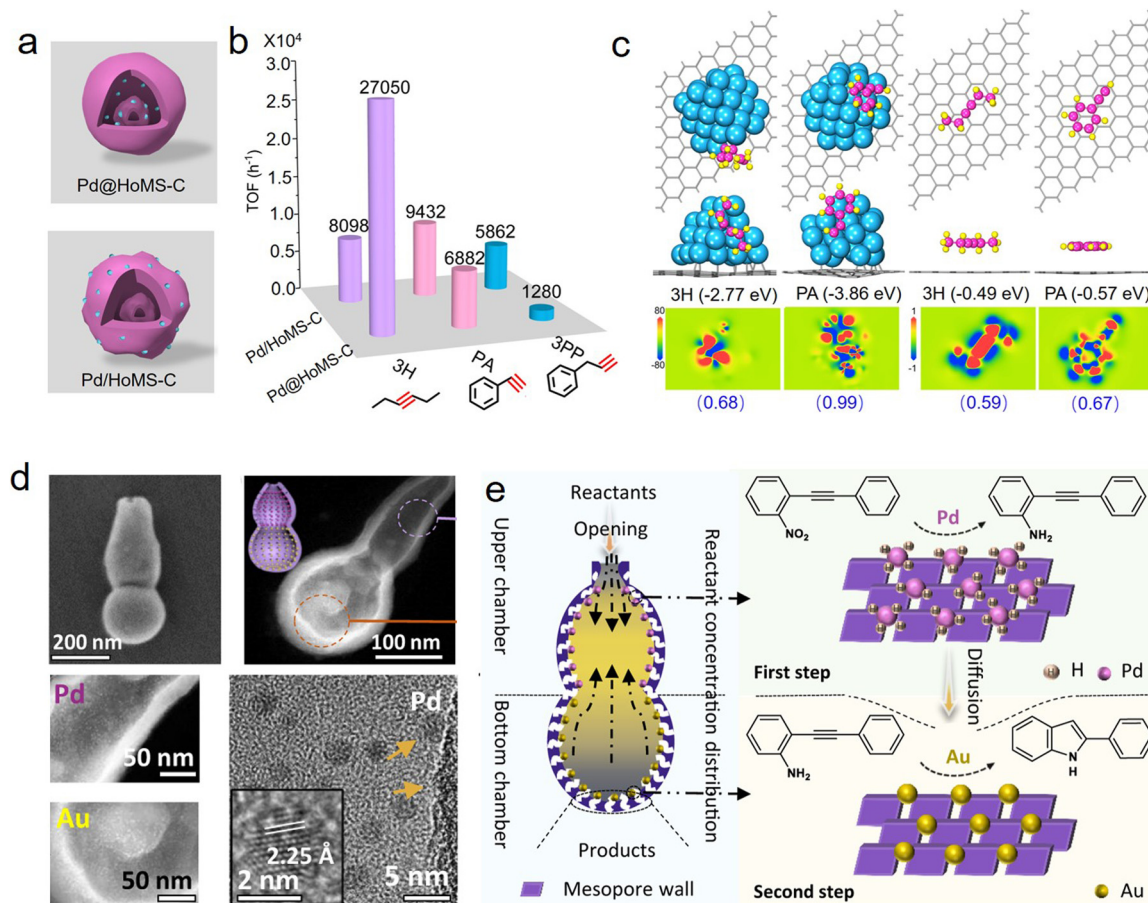 a
Pd@HoMS-C
Pd/HoMS-C
b
X10⁴
3.0
2.5
2.0
1.5
1.0
0.5
0.0
TOF (h⁻¹)
27050
8098
9432
6882
5862
1280
Pd/HoMS-C
Pd@HoMS-C
3H
PA
3PP
c
3H (-2.77 eV)
PA (-3.86 eV)
3H (-0.49 eV)
PA (-0.57 eV)
80
-80
1
-1
(0.68)
(0.99)
(0.59)
(0.67)
d
200 nm
100 nm
Pd
50 nm
Au
50 nm
Pd
2.25 Å
2 nm
5 nm
e
Reactants
Opening
Upper chamber
Bottom chamber
Reactant concentration distribution
Products
Mesopore wall
NO₂
Pd
NH₂
H
First step
H
Pd
Diffusion
NH₂
Au
N
H
Second step
Au